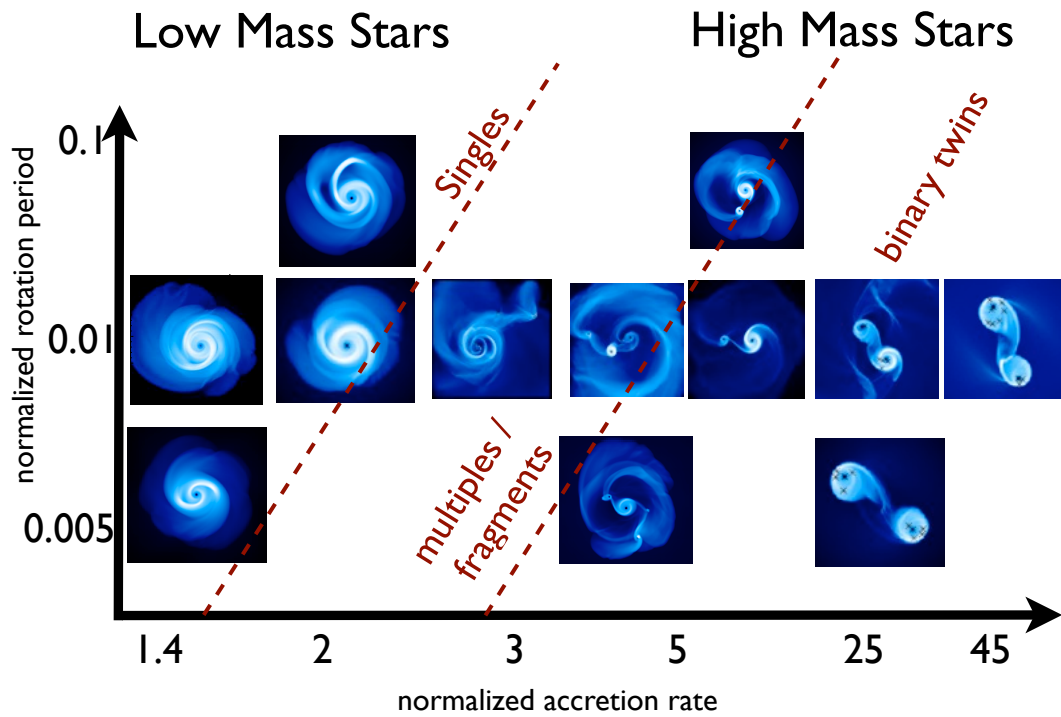 Low Mass Stars
High Mass Stars
normalized rotation period
0.1
0.01
0.005
Singles
multiples /
fragments
binary twins
1.4
2
3
5
25
45
normalized accretion rate